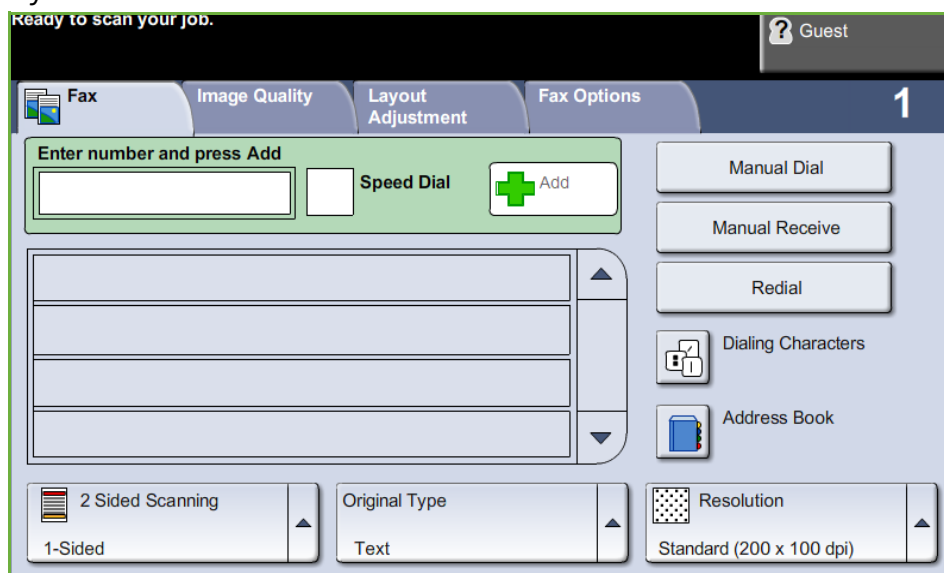 Ready to scan your job.
Guest
Fax
Image Quality
Layout
Adjustment
Fax Options
1
Enter number and press Add
Speed Dial
Add
Manual Dial
Manual Receive
Redial
Dialing Characters
Address Book
2 Sided Scanning
1-Sided
Original Type
Text
Resolution
Standard (200 x 100 dpi)